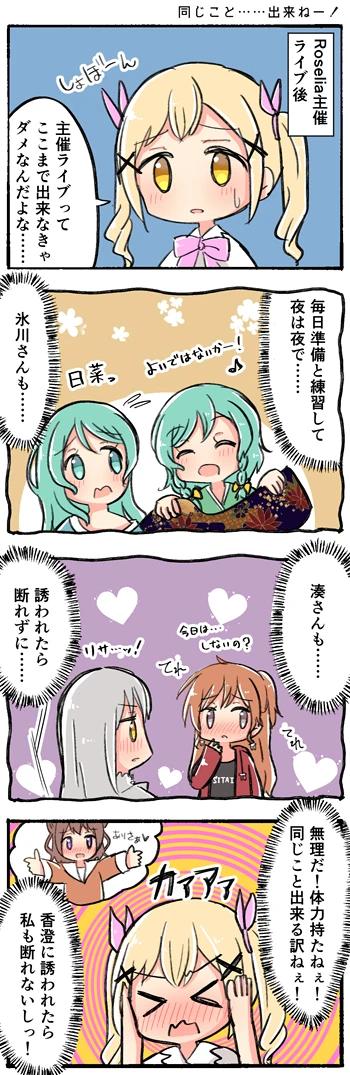 同じこと……出来ねー！
Roselia主催
ライブ後
しょぼーん
主催ライブって
ここまで出来なきゃ
ダメなんだよな……
毎日準備と練習して
夜は夜で……
よいではないかー！
♪
日菜っ
氷川さんも……
湊さんも……
今日は…
しないの？
てれ
てれ
リサ…ッ！
SITAI
誘われたら
断れずに……
無理だ！体力持たねぇ！
同じこと出来る訳ねぇ！
ありさぁ♥
カアアァ
香澄に誘われたら
私も断れないしっ！